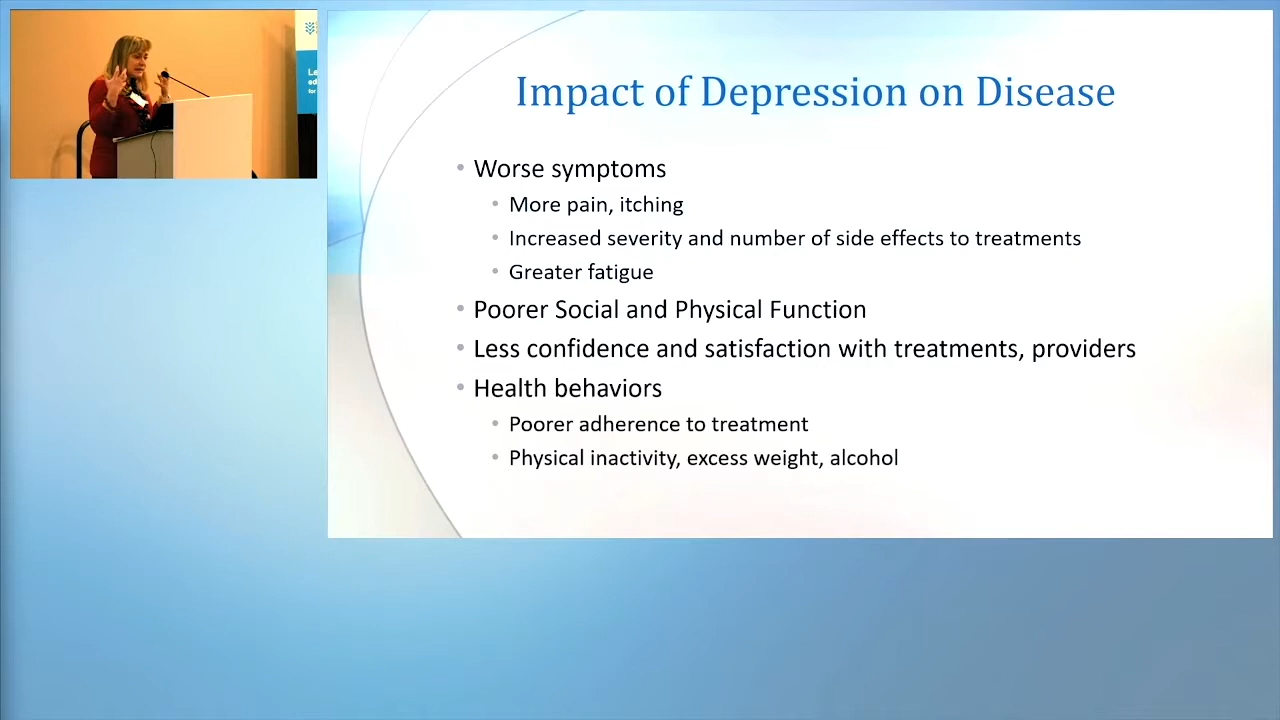 Impact of Depression on Disease
• Worse symptoms
• More pain, itching
• Increased severity and number of side effects to treatments
• Greater fatigue
• Poorer Social and Physical Function
• Less confidence and satisfaction with treatments, providers
• Health behaviors
• Poorer adherence to treatment
• Physical inactivity, excess weight, alcohol